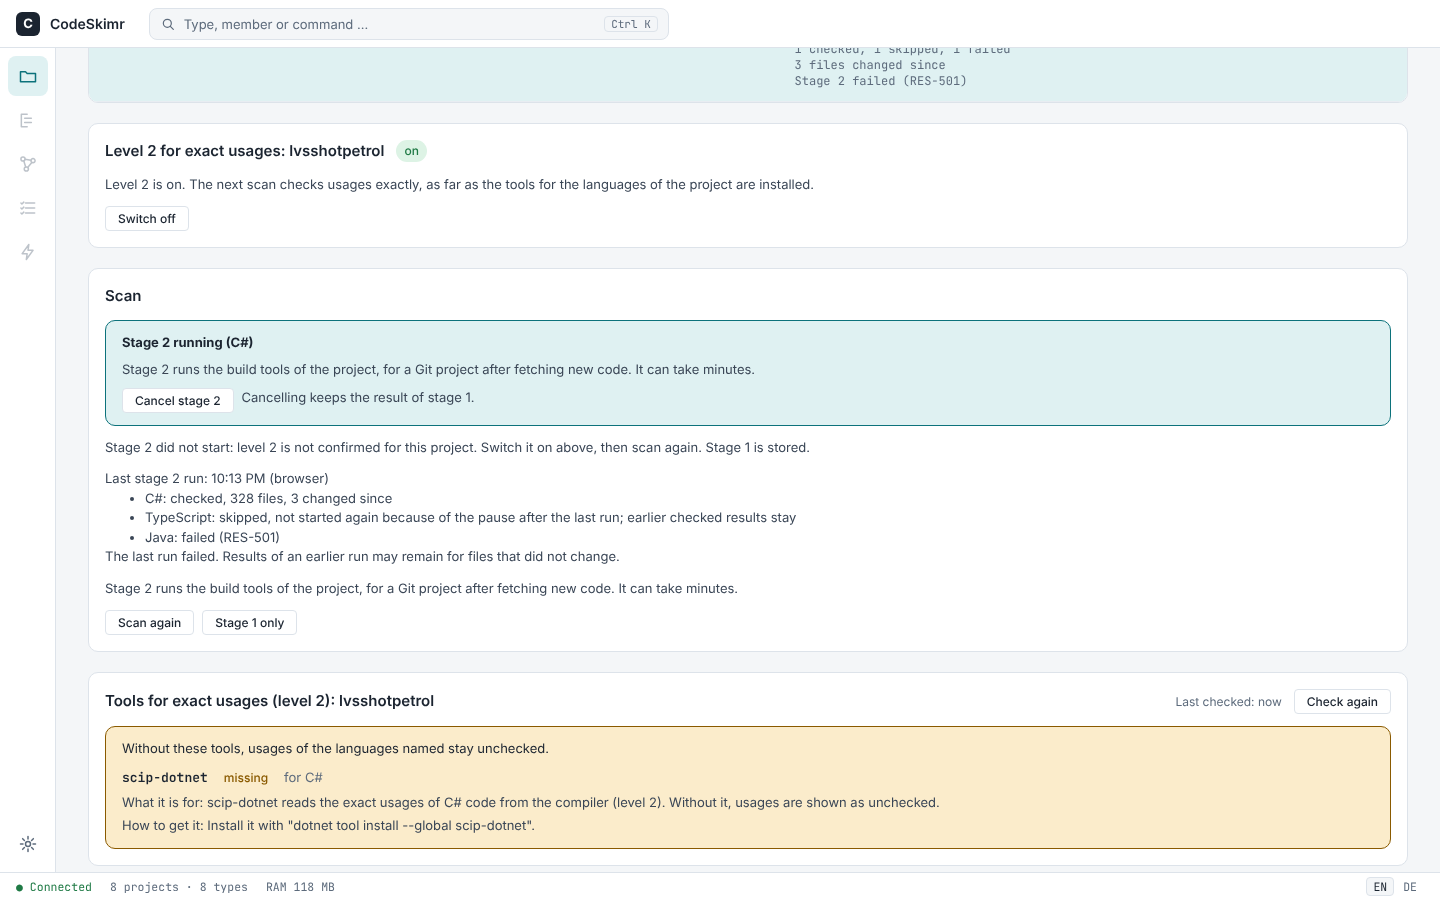 C CodeSkimr Type, member or command ... Ctrl K
1 checked, 1 skipped, 1 failed
3 files changed since
Stage 2 failed (RES-501)
Level 2 for exact usages: lvsshotpetrol on
Level 2 is on. The next scan checks usages exactly, as far as the tools for the languages of the project are installed.
Switch off
Scan
Stage 2 running (C#)
Stage 2 runs the build tools of the project, for a Git project after fetching new code. It can take minutes.
Cancel stage 2 Cancelling keeps the result of stage 1.
Stage 2 did not start: level 2 is not confirmed for this project. Switch it on above, then scan again. Stage 1 is stored.
Last stage 2 run: 10:13 PM (browser)
• C#: checked, 328 files, 3 changed since
• TypeScript: skipped, not started again because of the pause after the last run; earlier checked results stay
• Java: failed (RES-501)
The last run failed. Results of an earlier run may remain for files that did not change.
Stage 2 runs the build tools of the project, for a Git project after fetching new code. It can take minutes.
Scan again Stage 1 only
Tools for exact usages (level 2): lvsshotpetrol Last checked: now Check again
Without these tools, usages of the languages named stay unchecked.
scip-dotnet missing for C#
What it is for: scip-dotnet reads the exact usages of C# code from the compiler (level 2). Without it, usages are shown as unchecked.
How to get it: Install it with "dotnet tool install --global scip-dotnet".
● Connected 8 projects · 8 types RAM 118 MB EN DE